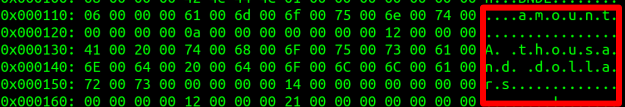 0x000110: 06 00 00 00 61 00 6d 00 6f 00 75 00 6e 00 74 00 ....a.m.o.u.n.t.
0x000120: 00 00 00 00 0a 00 00 00 00 00 00 00 12 00 00 00 ................
0x000130: 41 00 20 00 74 00 68 00 6F 00 75 00 73 00 61 00 A. .t.h.o.u.s.a.
0x000140: 6E 00 64 00 20 00 64 00 6F 00 6C 00 6C 00 61 00 n.d. .d.o.l.l.a.
0x000150: 72 00 73 00 00 00 00 00 14 00 00 00 00 00 00 00 r.s.............
0x000160: 00 00 00 00 12 00 00 00 21 00 00 00 00 00 00 00